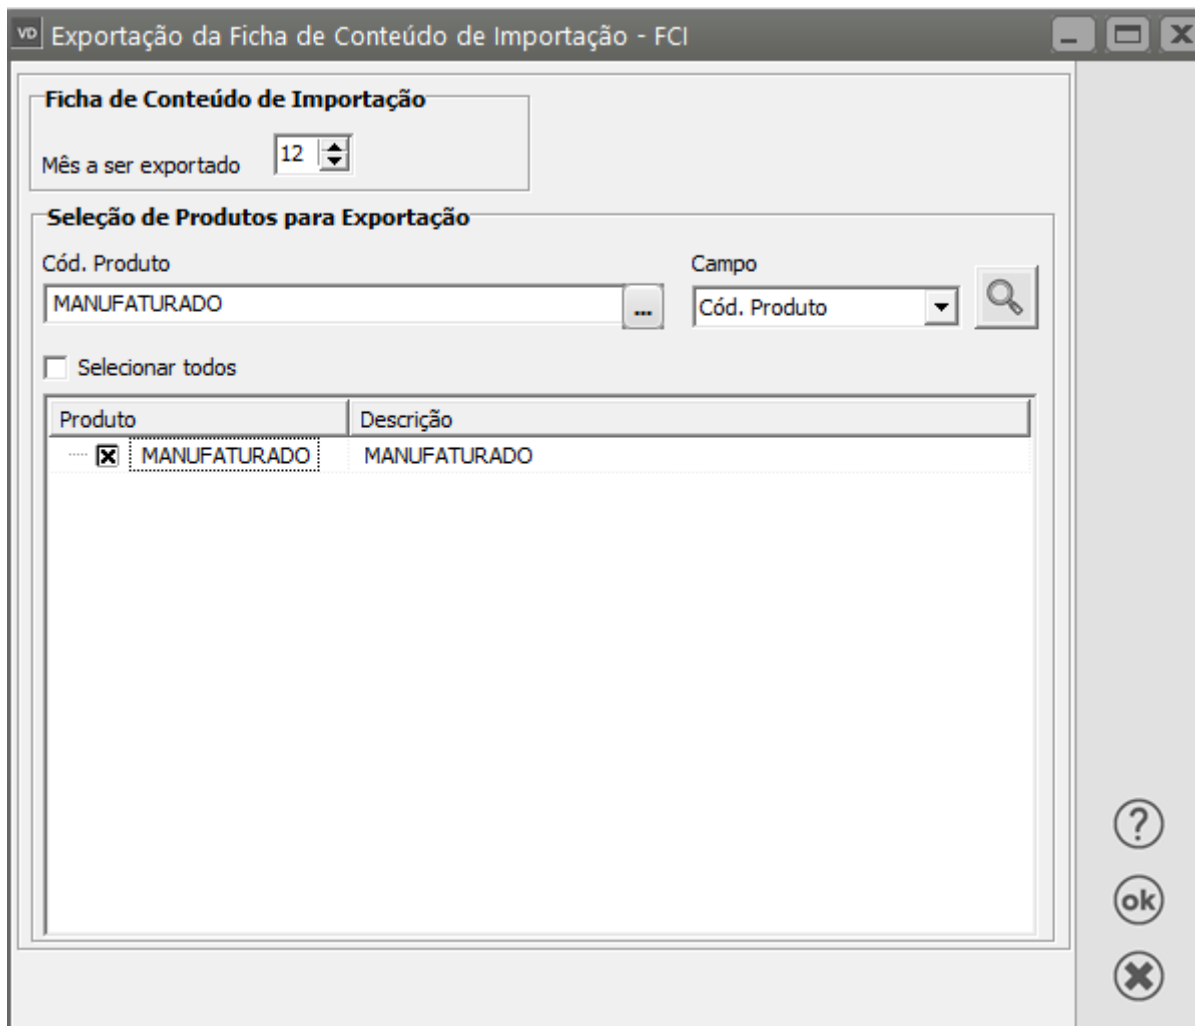 VD Exportação da Ficha de Conteúdo de Importação - FCI
Ficha de Conteúdo de Importação
Mês a ser exportado 12
Seleção de Produtos para Exportação
Cód. Produto Campo
MANUFATURADO ... Cód. Produto
Selecionar todos
Produto Descrição
MANUFATURADO MANUFATURADO
?
ok